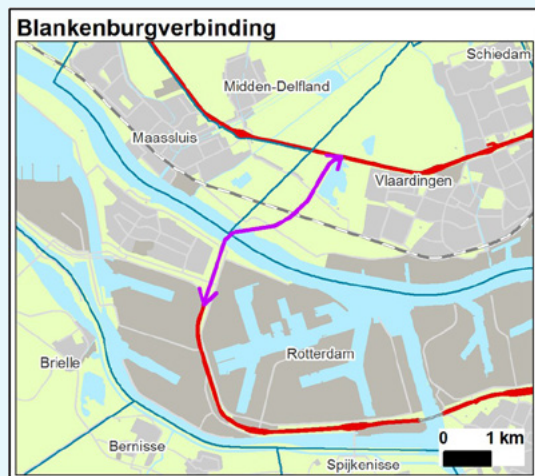 Blankenburgverbinding
Schiedam
Midden-Delfland
Maassluis
Vlaardingen
Rotterdam
Brielle
Bernisse
Spijkenisse
0 1 km